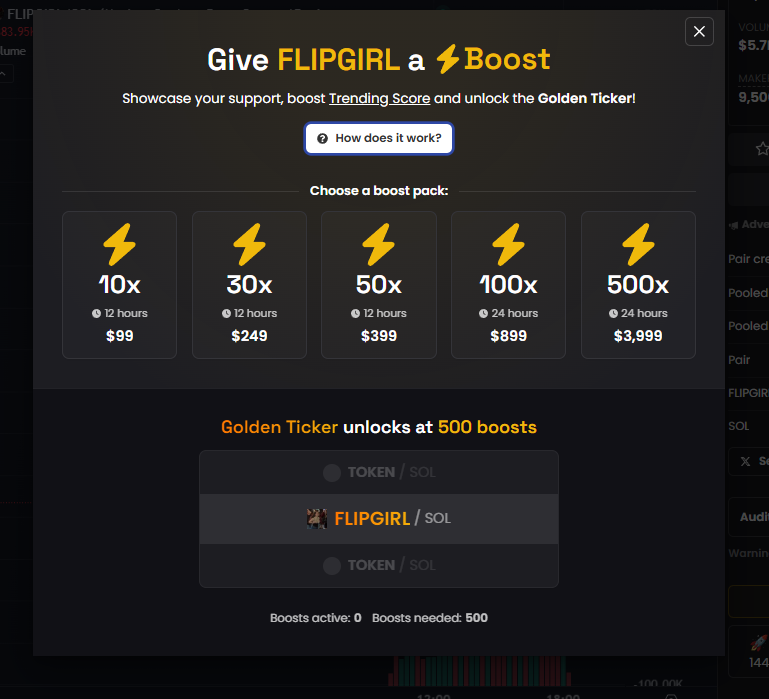 FLIP
83.95
lume
Give FLIPGIRL a Boost
Showcase your support, boost Trending Score and unlock the Golden Ticker!
How does it work?
Choose a boost pack:
10x
12 hours
$99
30x
12 hours
$249
50x
12 hours
$399
100x
24 hours
$899
500x
24 hours
$3,999
Golden Ticker unlocks at 500 boosts
TOKEN / SOL
FLIPGIRL / SOL
TOKEN / SOL
Boosts active: 0 Boosts needed: 500
VOLU
$5.7
MAKE
9,50
Adve
Pair cre
Pooled
Pooled
Pair
FLIPGIR
SOL
Se
Audi
Warnin
144
-100.00K
12:00
18:00